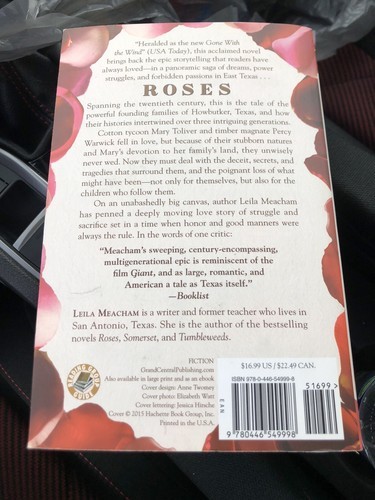 "Heralded as the new Gone With
the Wind" (USA Today), this acclaimed novel
brings back the epic storytelling that readers have
always loved—in a panoramic saga of dreams, power
struggles, and forbidden passions in East Texas . . .
ROSES
Spanning the twentieth century, this is the tale of the
powerful founding families of Howbutker, Texas, and how
their histories intertwined over three intriguing generations.
Cotton tycoon Mary Toliver and timber magnate Percy
Warwick fell in love, but because of their stubborn natures
and Mary's devotion to her family's land, they unwisely
never wed. Now they must deal with the deceit, secrets, and
tragedies that surround them, and the poignant loss of what
might have been—not only for themselves, but also for the
children who follow them.
On an unabashedly big canvas, author Leila Meacham
has penned a deeply moving love story of struggle and
sacrifice set in a time when honor and good manners were
always the rule. In the words of one critic:
"Meacham's sweeping, century-encompassing,
multigenerational epic is reminiscent of the
film Giant, and as large, romantic, and
American a tale as Texas itself."
—Booklist
LEILA MEACHAM is a writer and former teacher who lives in
San Antonio, Texas. She is the author of the bestselling
novels Roses, Somerset, and Tumbleweeds.
READING GROUP
GUIDE
FICTION
GrandCentralPublishing.com
Also available in large print and as an ebook
Cover design: Anne Twomey
Cover photo: Elizabeth Watt
Cover lettering: Jessica Hische
Cover © 2015 Hachette Book Group, Inc.
Printed in the U.S.A.
$16.99 US / $22.49 CAN.
ISBN 978-0-446-54999-8
51699
EAN
9 780446 549998